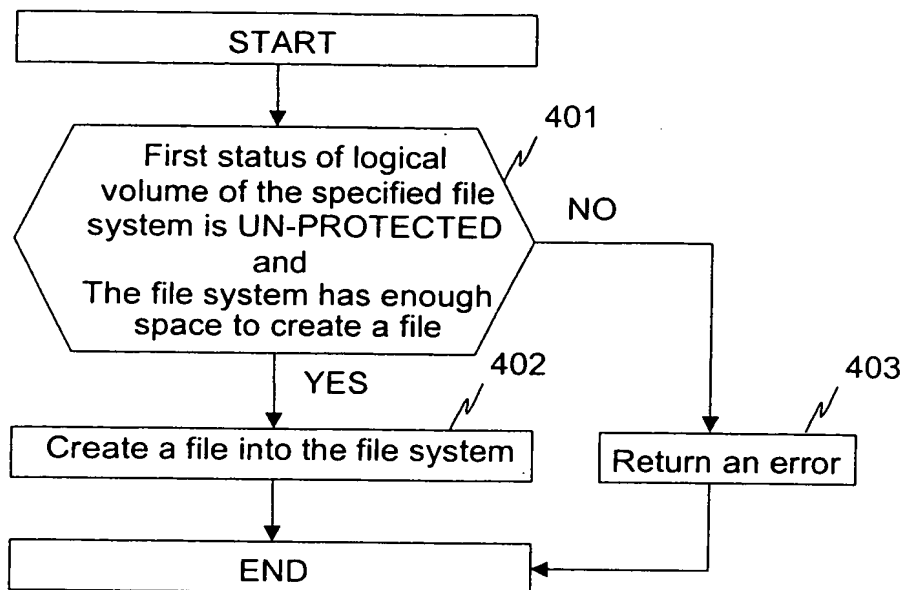 START
401
First status of logical
volume of the specified file
system is UN-PROTECTED
and
The file system has enough
space to create a file
NO
YES
402
403
Create a file into the file system
Return an error
END